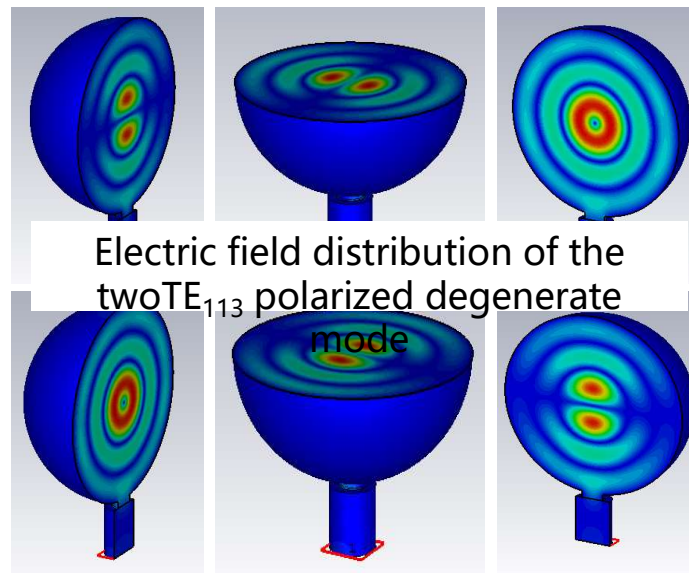 Electric field distribution of the
twoTE₁₁₃ polarized degenerate
mode